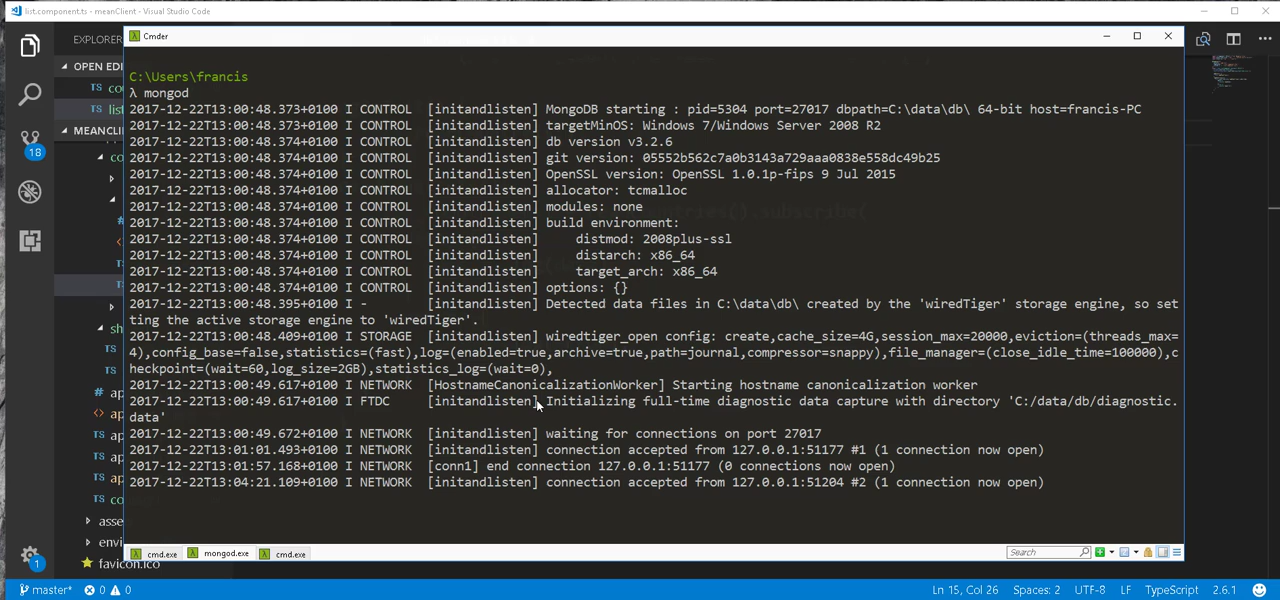 list.component.ts - meanClient - Visual Studio Code
EXPLORER
OPEN EDI
co
list
MEANCLIE
co
sh
TS
TS
TS
ap
ap
ap
ap
ap
TS co
asse
envi
favicon.ico
18
1
Cmder
C:\Users\francis
λ mongod
2017-12-22T13:00:48.373+0100 I CONTROL  [initandlisten] MongoDB starting : pid=5304 port=27017 dbpath=C:\data\db\ 64-bit host=francis-PC
2017-12-22T13:00:48.373+0100 I CONTROL  [initandlisten] targetMinOS: Windows 7/Windows Server 2008 R2
2017-12-22T13:00:48.374+0100 I CONTROL  [initandlisten] db version v3.2.6
2017-12-22T13:00:48.374+0100 I CONTROL  [initandlisten] git version: 05552b562c7a0b3143a729aaa0838e558dc49b25
2017-12-22T13:00:48.374+0100 I CONTROL  [initandlisten] OpenSSL version: OpenSSL 1.0.1p-fips 9 Jul 2015
2017-12-22T13:00:48.374+0100 I CONTROL  [initandlisten] allocator: tcmalloc
2017-12-22T13:00:48.374+0100 I CONTROL  [initandlisten] modules: none
2017-12-22T13:00:48.374+0100 I CONTROL  [initandlisten] build environment:
2017-12-22T13:00:48.374+0100 I CONTROL  [initandlisten]     distmod: 2008plus-ssl
2017-12-22T13:00:48.374+0100 I CONTROL  [initandlisten]     distarch: x86_64
2017-12-22T13:00:48.374+0100 I CONTROL  [initandlisten]     target_arch: x86_64
2017-12-22T13:00:48.374+0100 I CONTROL  [initandlisten] options: {}
2017-12-22T13:00:48.395+0100 I -        [initandlisten] Detected data files in C:\data\db\ created by the 'wiredTiger' storage engine, so set
ting the active storage engine to 'wiredTiger'.
2017-12-22T13:00:48.409+0100 I STORAGE  [initandlisten] wiredtiger_open config: create,cache_size=4G,session_max=20000,eviction=(threads_max=
4),config_base=false,statistics=(fast),log=(enabled=true,archive=true,path=journal,compressor=snappy),file_manager=(close_idle_time=100000),c
heckpoint=(wait=60,log_size=2GB),statistics_log=(wait=0),
2017-12-22T13:00:49.617+0100 I NETWORK  [HostnameCanonicalizationWorker] Starting hostname canonicalization worker
2017-12-22T13:00:49.617+0100 I FTDC     [initandlisten] Initializing full-time diagnostic data capture with directory 'C:/data/db/diagnostic.
data'
2017-12-22T13:00:49.672+0100 I NETWORK  [initandlisten] waiting for connections on port 27017
2017-12-22T13:01:01.493+0100 I NETWORK  [initandlisten] connection accepted from 127.0.0.1:51177 #1 (1 connection now open)
2017-12-22T13:01:57.168+0100 I NETWORK  [conn1] end connection 127.0.0.1:51177 (0 connections now open)
2017-12-22T13:04:21.109+0100 I NETWORK  [initandlisten] connection accepted from 127.0.0.1:51204 #2 (1 connection now open)
cmd.exe mongod.exe cmd.exe Search
master* 0 0 Ln 15, Col 26 Spaces: 2 UTF-8 LF TypeScript 2.6.1